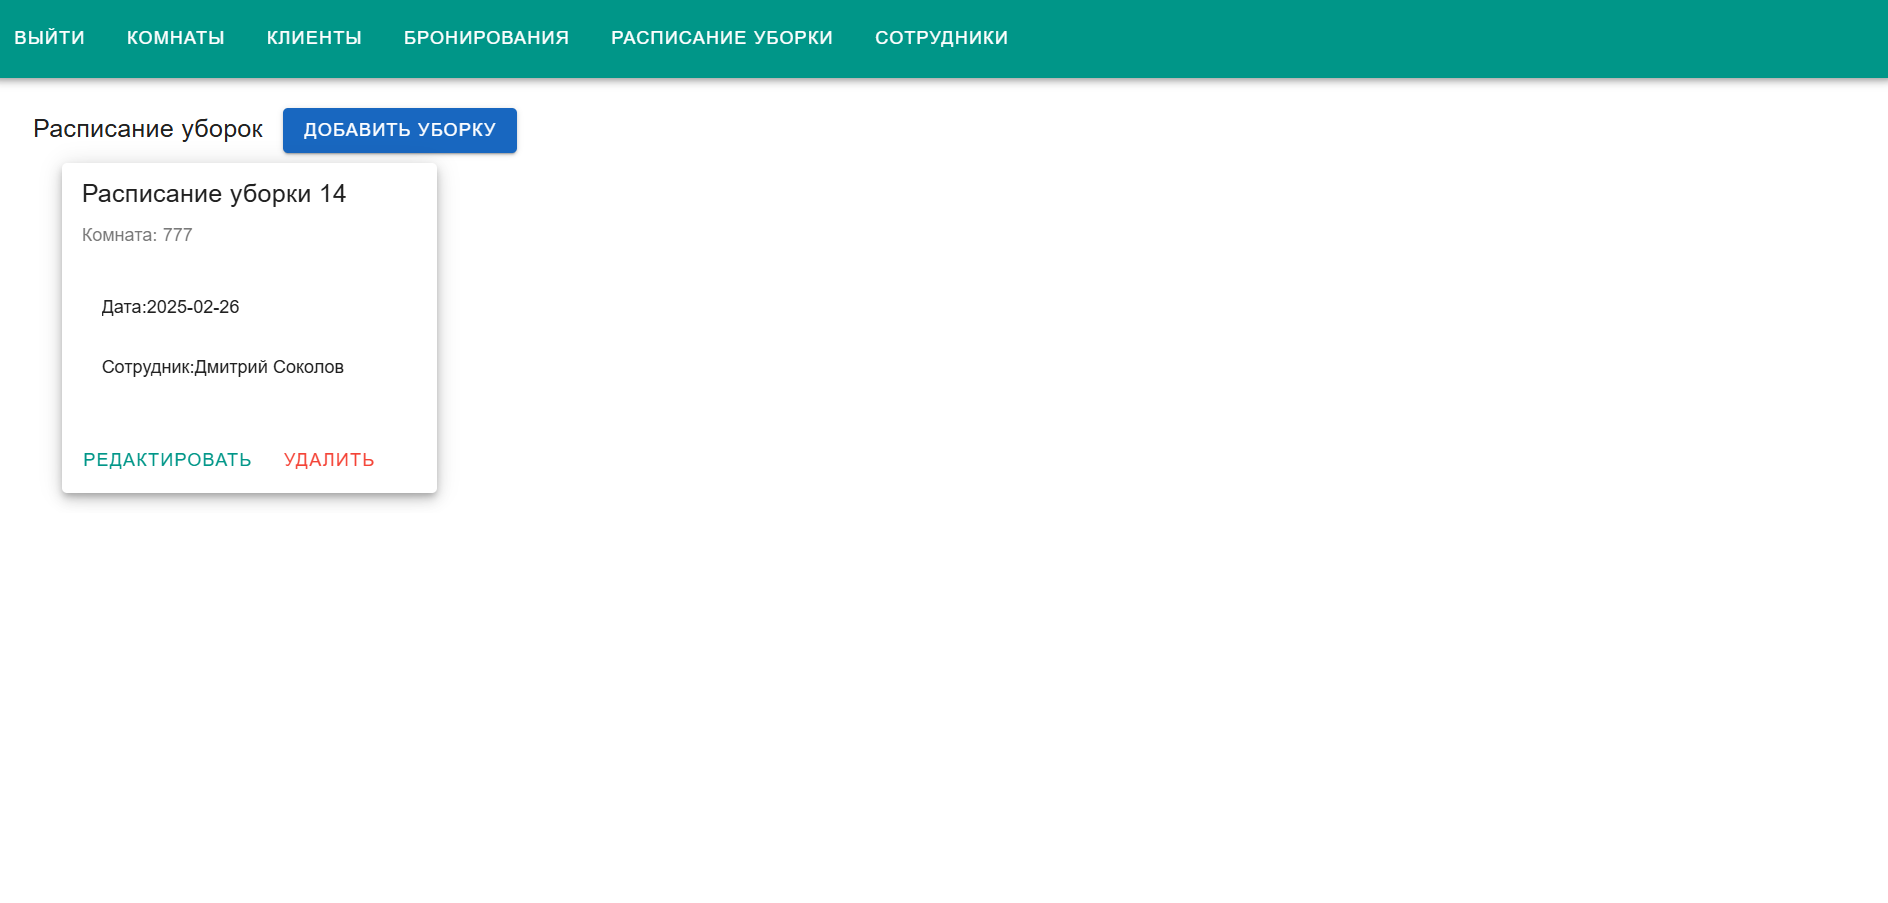 ВЫЙТИ КОМНАТЫ КЛИЕНТЫ БРОНИРОВАНИЯ РАСПИСАНИЕ УБОРКИ СОТРУДНИКИ
Расписание уборок ДОБАВИТЬ УБОРКУ
Расписание уборки 14
Комната: 777
Дата:2025-02-26
Сотрудник:Дмитрий Соколов
РЕДАКТИРОВАТЬ УДАЛИТЬ